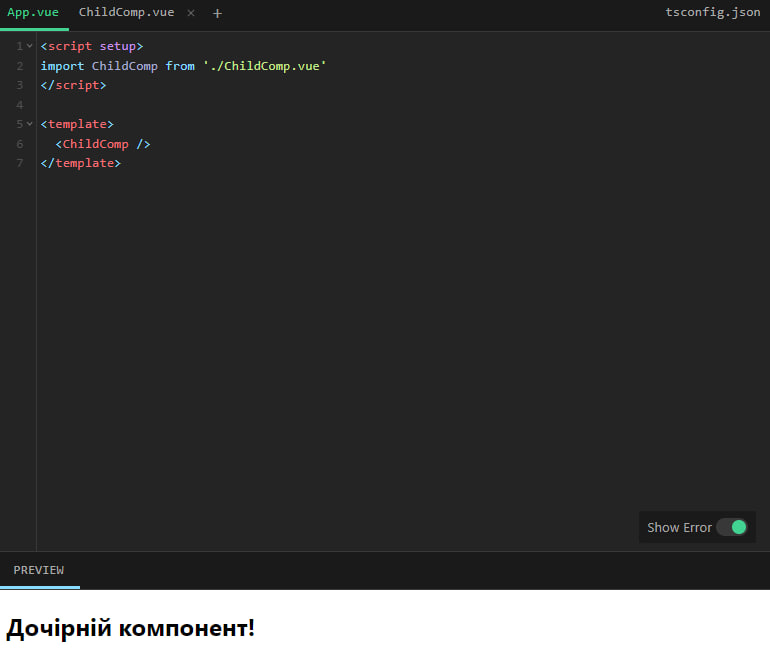 App.vue ChildComp.vue × + tsconfig.json
1 <script setup>
2 import ChildComp from './ChildComp.vue'
3 </script>
4
5 <template>
6   <ChildComp />
7 </template>
Show Error
PREVIEW
Дочірній компонент!